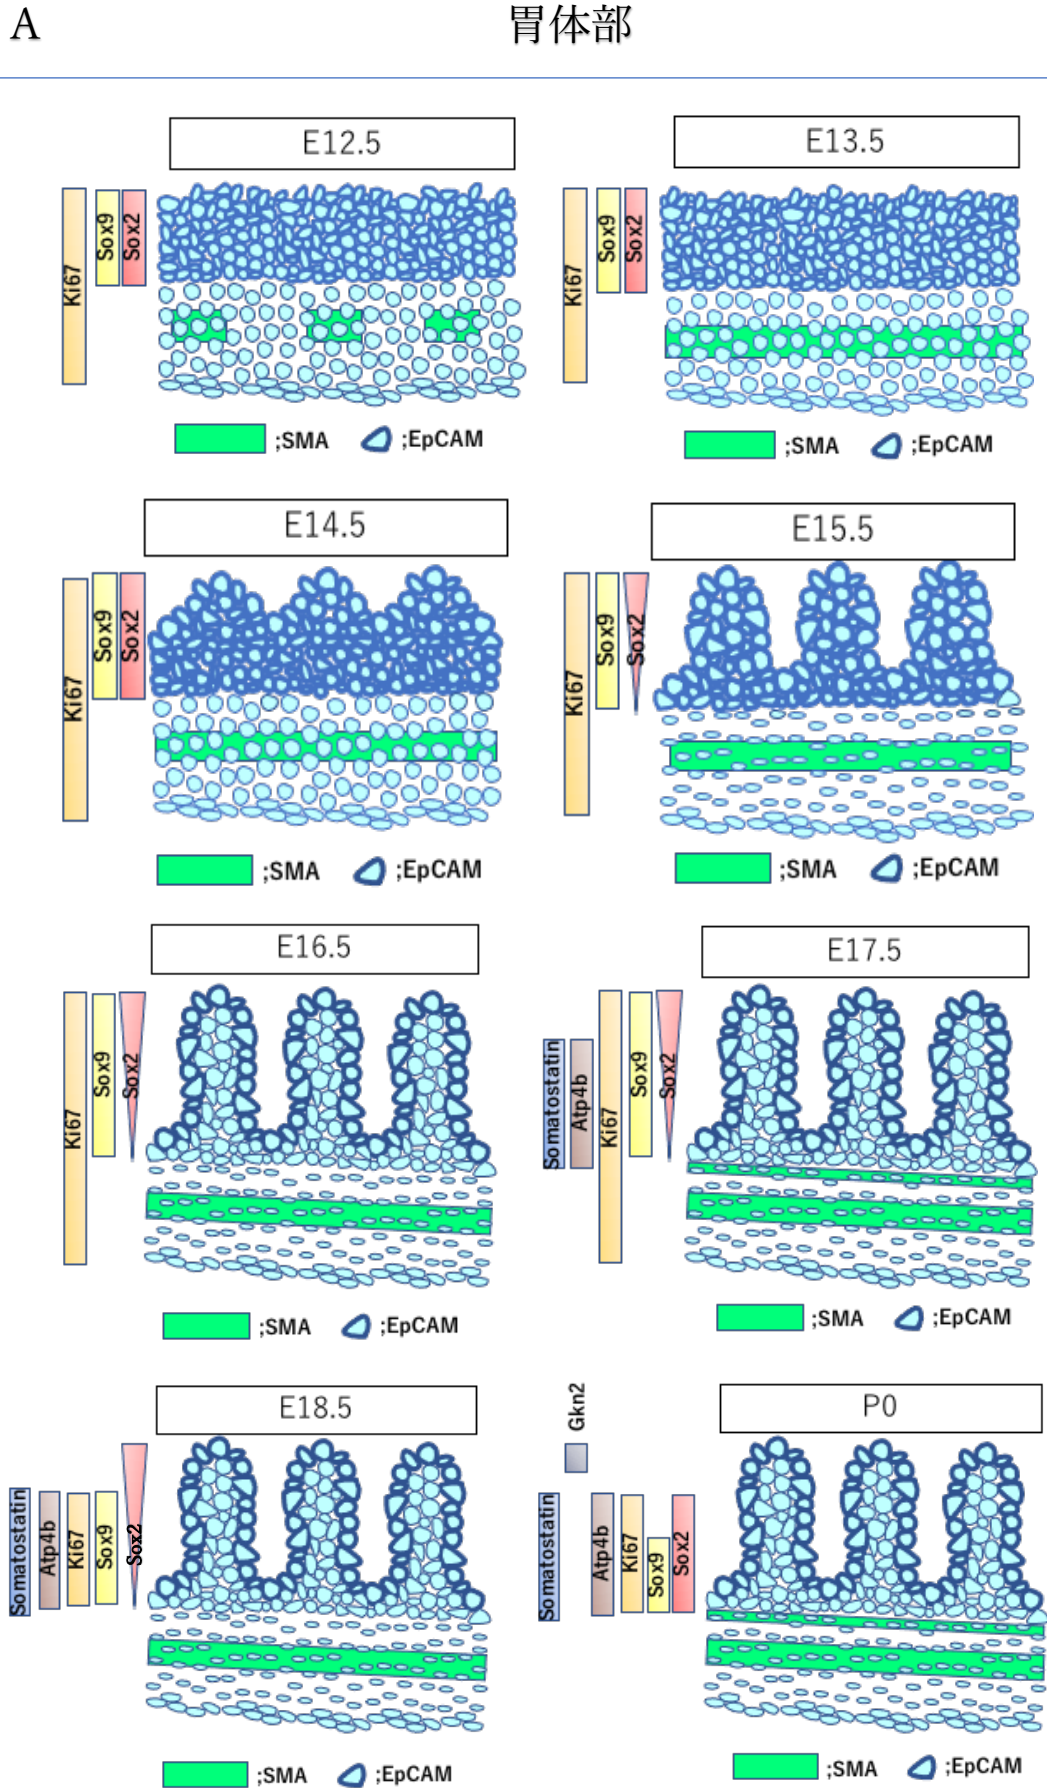 A
胃体部
E12.5
E13.5
Ki67
Sox9
Sox2
Ki67
Sox9
Sox2
;SMA
;EpCAM
;SMA
;EpCAM
E14.5
E15.5
Ki67
Sox9
Sox2
Ki67
Sox9
Sox2
;SMA
;EpCAM
;SMA
;EpCAM
E16.5
E17.5
Ki67
Sox9
Sox2
Somatostatin
Atp4b
Ki67
Sox9
Sox2
;SMA
;EpCAM
;SMA
;EpCAM
E18.5
P0
Somatostatin
Atp4b
Ki67
Sox9
Sox2
Gkn2
Somatostatin
Atp4b
Ki67
Sox9
Sox2
;SMA
;EpCAM
;SMA
;EpCAM